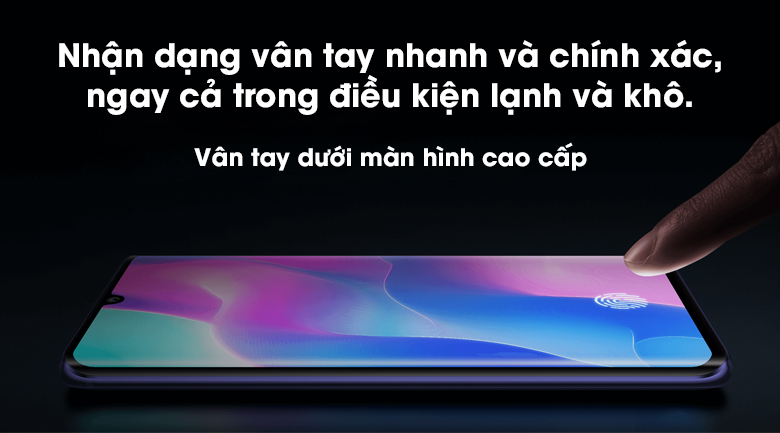 Nhận dạng vân tay nhanh và chính xác,
ngay cả trong điều kiện lạnh và khô.
Vân tay dưới màn hình cao cấp